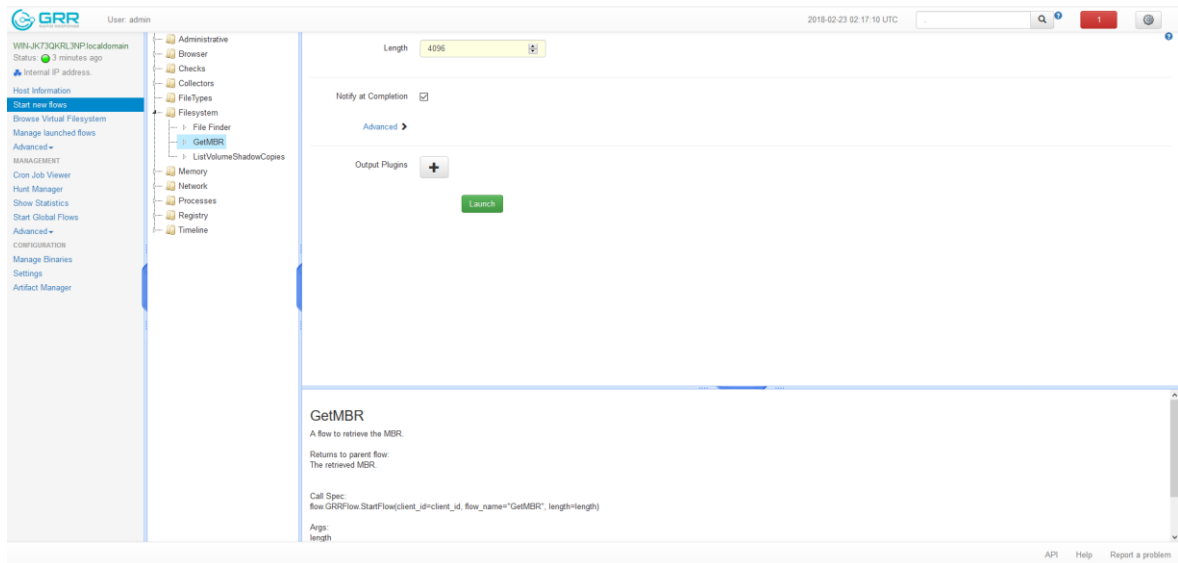 GRR
User: admin
2018-02-23 02:17:10 UTC
1
WIN-JK73QKRL3NP.localdomain
Status: 3 minutes ago
Internal IP address.
Host Information
Start new flows
Browse Virtual Filesystem
Manage launched flows
Advanced
MANAGEMENT
Cron Job Viewer
Hunt Manager
Show Statistics
Start Global Flows
Advanced
CONFIGURATION
Manage Binaries
Settings
Artifact Manager
Administrative
Browser
Checks
Collectors
FileTypes
Filesystem
File Finder
GetMBR
ListVolumeShadowCopies
Memory
Network
Processes
Registry
Timeline
Length 4096
Notify at Completion
Advanced
Output Plugins
Launch
GetMBR
A flow to retrieve the MBR.
Returns to parent flow:
The retrieved MBR.
Call Spec:
flow.GRRFlow.StartFlow(client_id=client_id, flow_name="GetMBR", length=length)
Args:
length
API Help Report a problem